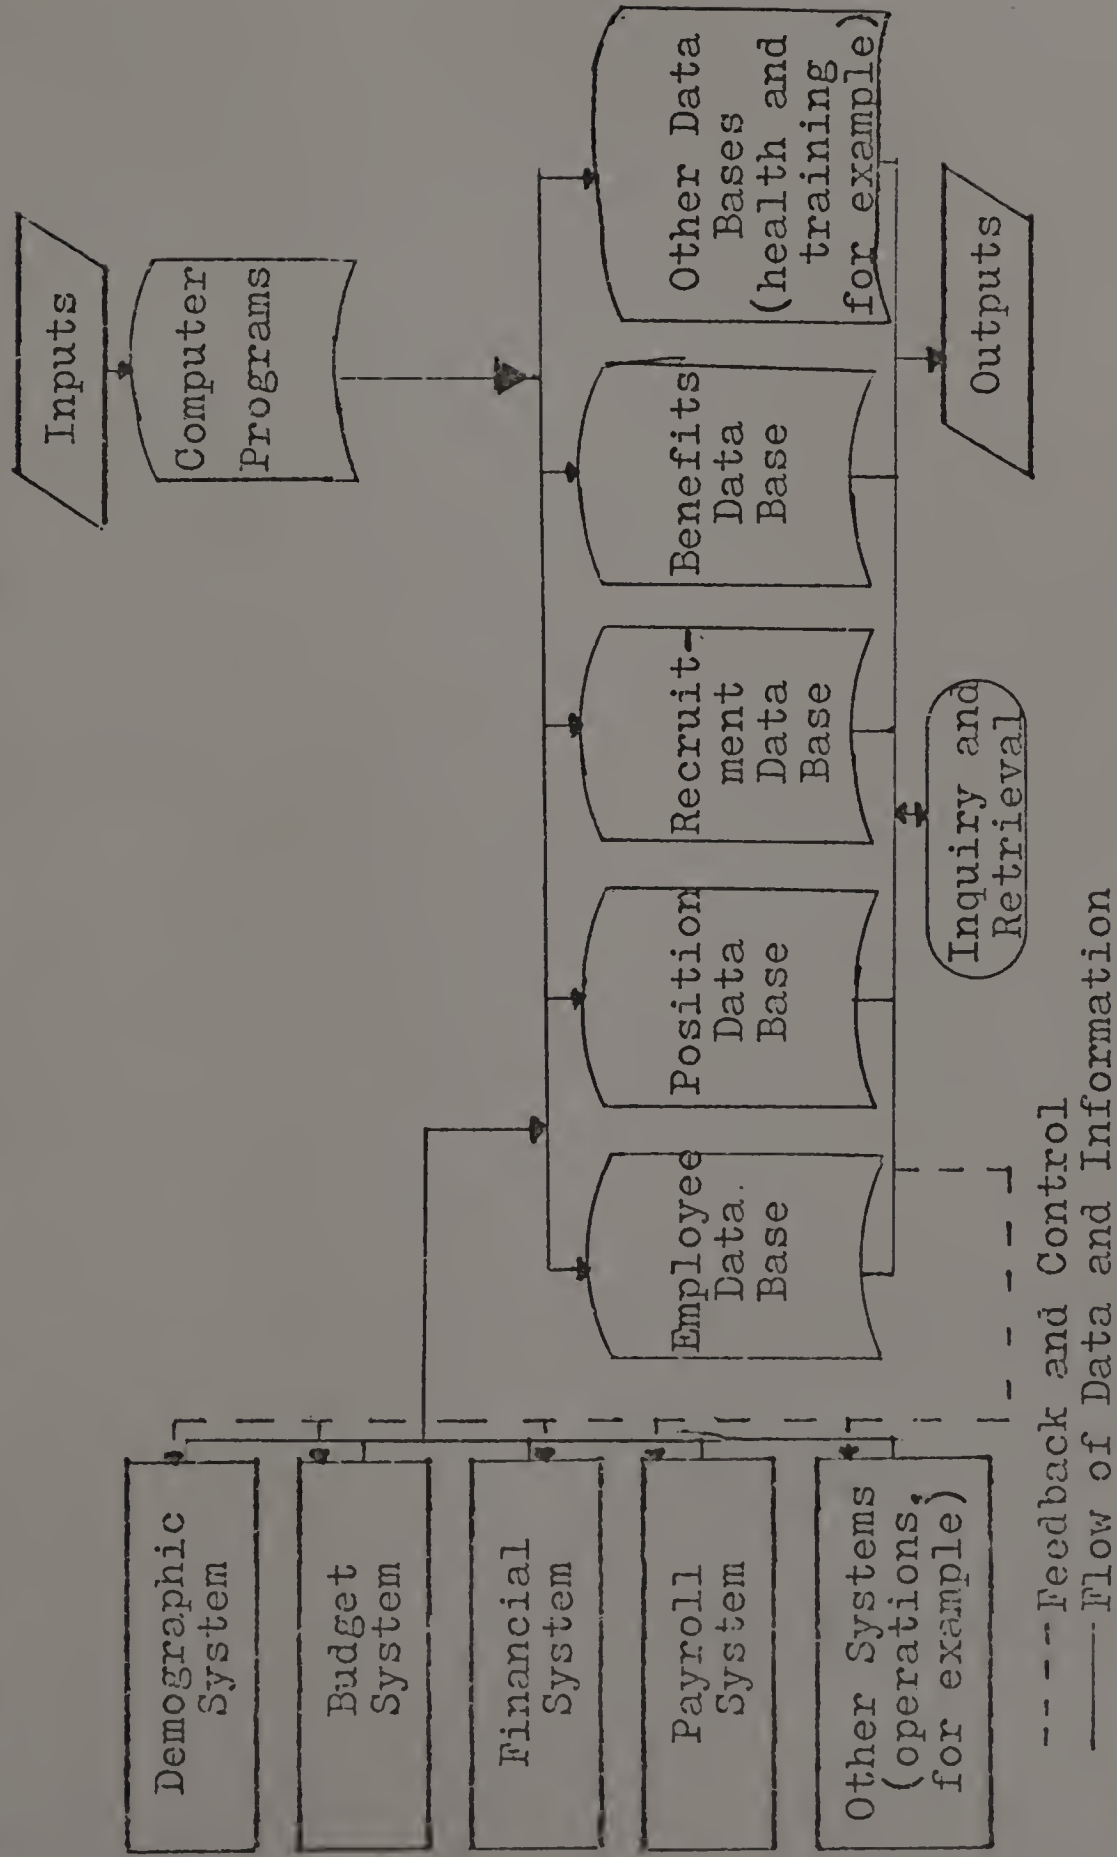 Inputs
Computer
Programs
Demographic
System
Budget
System
Financial
System
Payroll
System
Other Systems
(operations,
for example)
Employee
Data
Base
Position
Data
Base
Recruit-
ment
Data
Base
Benefits
Data
Base
Other Data
Bases
(health and
training
for example)
Inquiry and
Retrieval
Outputs
---- Feedback and Control
—— Flow of Data and Information